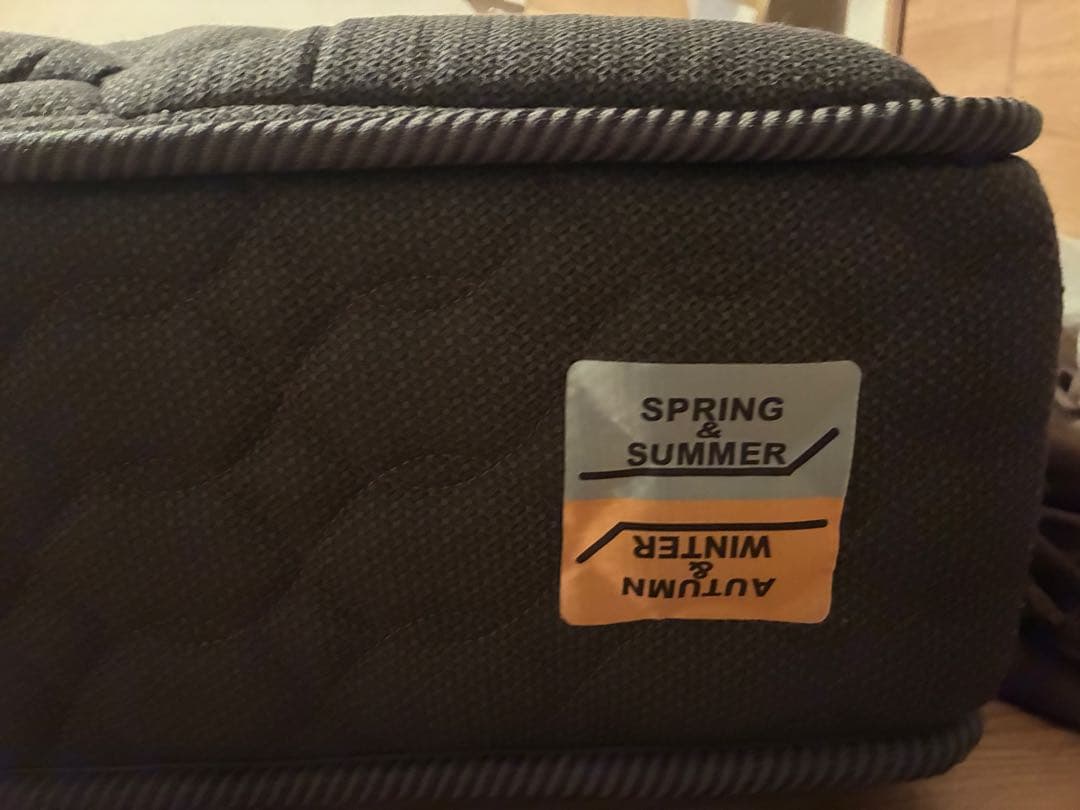 SPRING
&
SUMMER
AUTUMN
&
WINTER